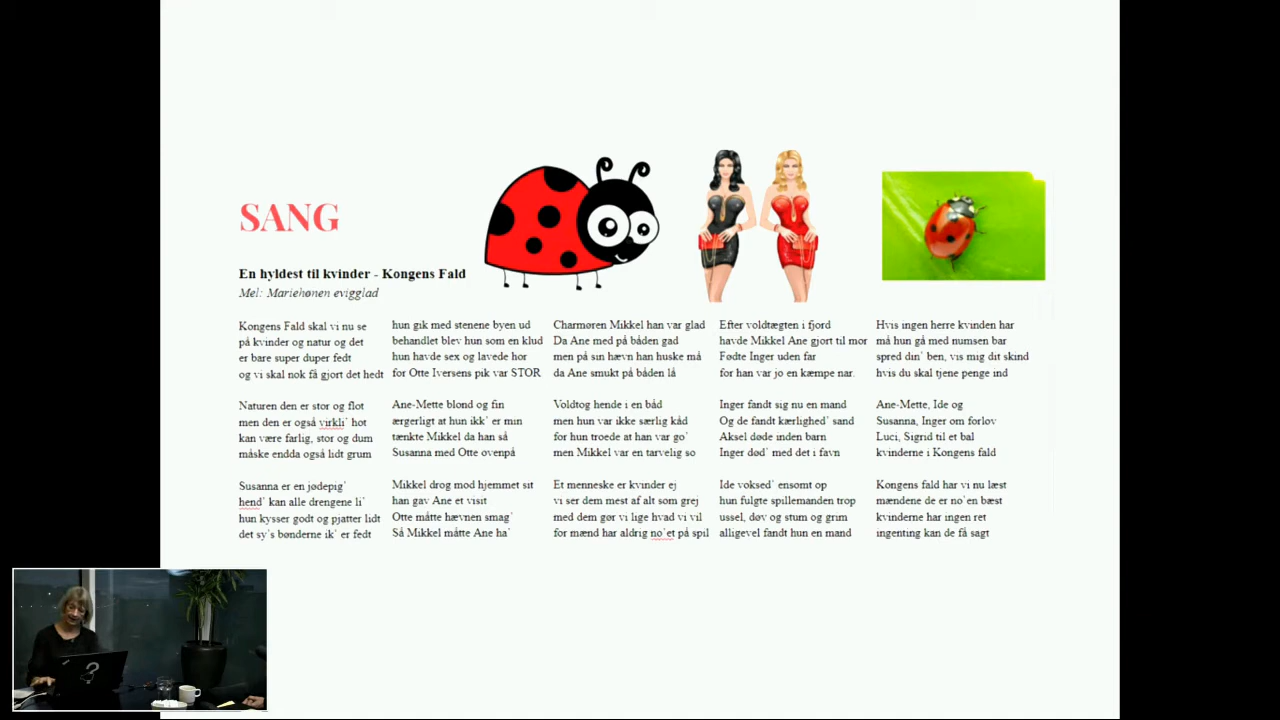 SANG
En hyldest til kvinder - Kongens Fald
Mel: Mariehønen evigglad
Kongens Fald skal vi nu se
på kvinder og natur og det
er bare super duper fedt
og vi skal nok få gjort det hedt
Naturen den er stor og flot
men den er også virkli' hot
kan være farlig, stor og dum
måske endda også lidt grum
Susanna er en jødepig'
hend' kan alle drengene li'
hun kysser godt og pjatter lidt
det sy's bønderne ik' er fedt
hun gik med stenene byen ud
behandlet blev hun som en klud
hun havde sex og lavede hor
for Otte Iversens pik var STOR
Ane-Mette blond og fin
ærgerligt at hun ikk' er min
tænkte Mikkel da han så
Susanna med Otte ovenpå
Mikkel drog mod hjemmet sit
han gav Ane et visit
Otte måtte hævnen smag'
Så Mikkel måtte Ane ha'
Charmøren Mikkel han var glad
Da Ane med på båden gad
men på sin hævn han huske må
da Ane smukt på båden lå
Voldtog hende i en båd
men hun var ikke særlig kåd
for hun troede at han var go'
men Mikkel var en tarvelig so
Et menneske er kvinder ej
vi ser dem mest af alt som grej
med dem gør vi lige hvad vi vil
for mænd har aldrig no'et på spil
Efter voldtægten i fjord
havde Mikkel Ane gjort til mor
Fødte Inger uden far
for han var jo en kæmpe nar.
Inger fandt sig nu en mand
Og de fandt kærlighed' sand
Aksel døde inden barn
Inger død' med det i favn
Ide voksed' ensomt op
hun fulgte spillemanden trop
ussel, døv og stum og grim
alligevel fandt hun en mand
Hvis ingen herre kvinden har
må hun gå med numsen bar
spred din' ben, vis mig dit skind
hvis du skal tjene penge ind
Ane-Mette, Ide og
Susanna, Inger om forlov
Luci, Sigrid til et bal
kvinderne i Kongens fald
Kongens fald har vi nu læst
mændene de er no'en bæst
kvinderne har ingen ret
ingenting kan de få sagt
?